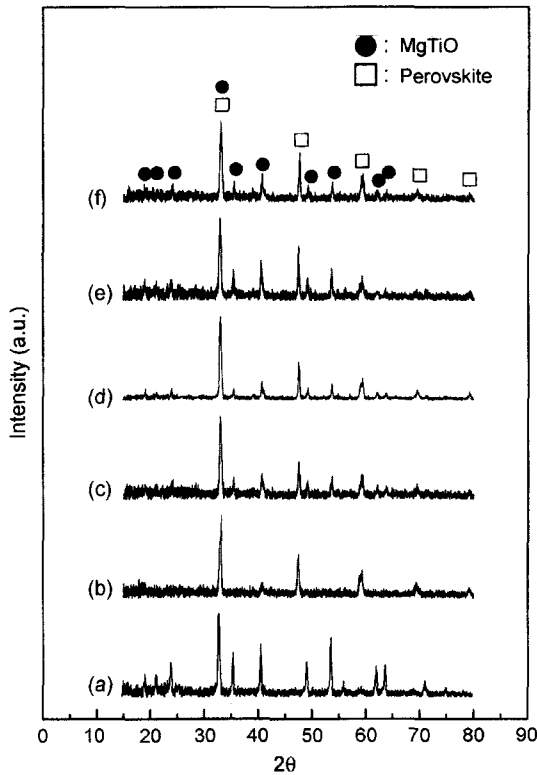 ● : MgTiO
□ : Perovskite
(f)
(e)
(d)
(c)
(b)
(a)
Intensity (a.u.)
0 10 20 30 40 50 60 70 80 90
2θ